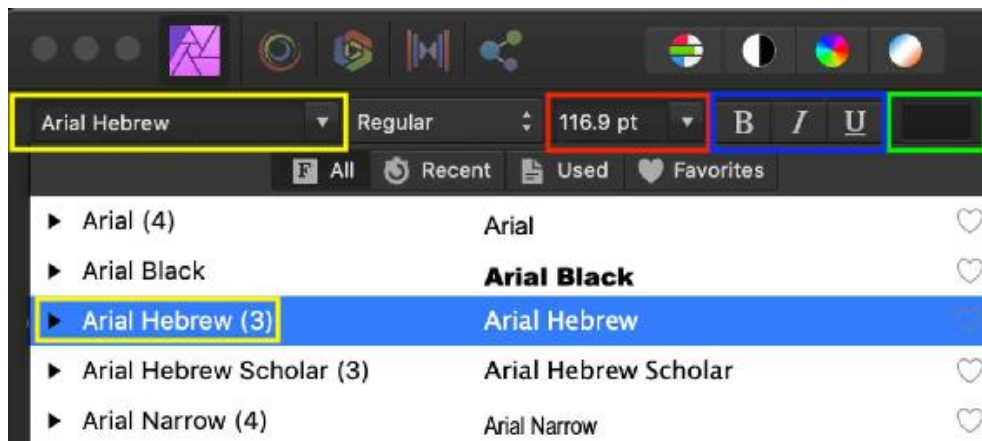 Arial Hebrew Regular 116.9 pt B I U
F All Recent Used Favorites
Arial (4) Arial
Arial Black Arial Black
Arial Hebrew (3) Arial Hebrew
Arial Hebrew Scholar (3) Arial Hebrew Scholar
Arial Narrow (4) Arial Narrow